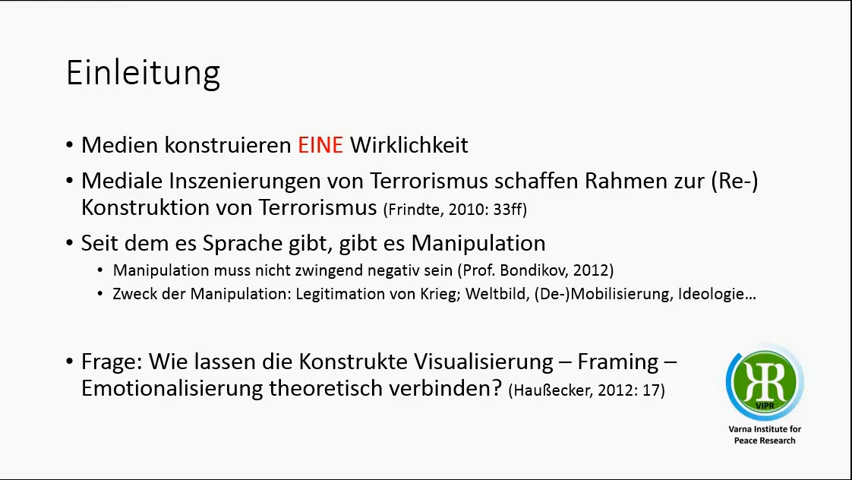 Einleitung
• Medien konstruieren EINE Wirklichkeit
• Mediale Inszenierungen von Terrorismus schaffen Rahmen zur (Re-)
Konstruktion von Terrorismus (Frindte, 2010: 33ff)
• Seit dem es Sprache gibt, gibt es Manipulation
• Manipulation muss nicht zwingend negativ sein (Prof. Bondikov, 2012)
• Zweck der Manipulation: Legitimation von Krieg; Weltbild, (De-)Mobilisierung, Ideologie…
• Frage: Wie lassen die Konstrukte Visualisierung – Framing –
Emotionalisierung theoretisch verbinden? (Haußecker, 2012: 17)
VIPR
Varna Institute for
Peace Research